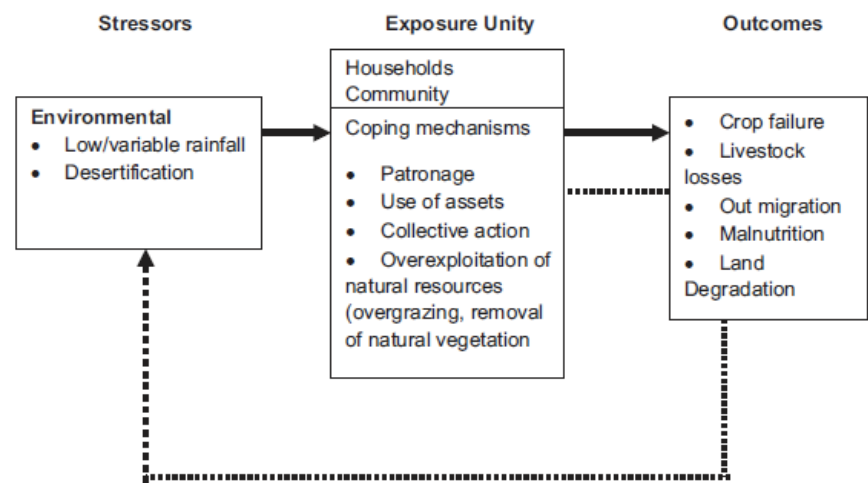 Stressors
Exposure Unity
Outcomes
Environmental
• Low/variable rainfall
• Desertification
Households
Community
Coping mechanisms
• Patronage
• Use of assets
• Collective action
• Overexploitation of
natural resources
(overgrazing, removal
of natural vegetation
• Crop failure
• Livestock
losses
• Out migration
• Malnutrition
• Land
Degradation